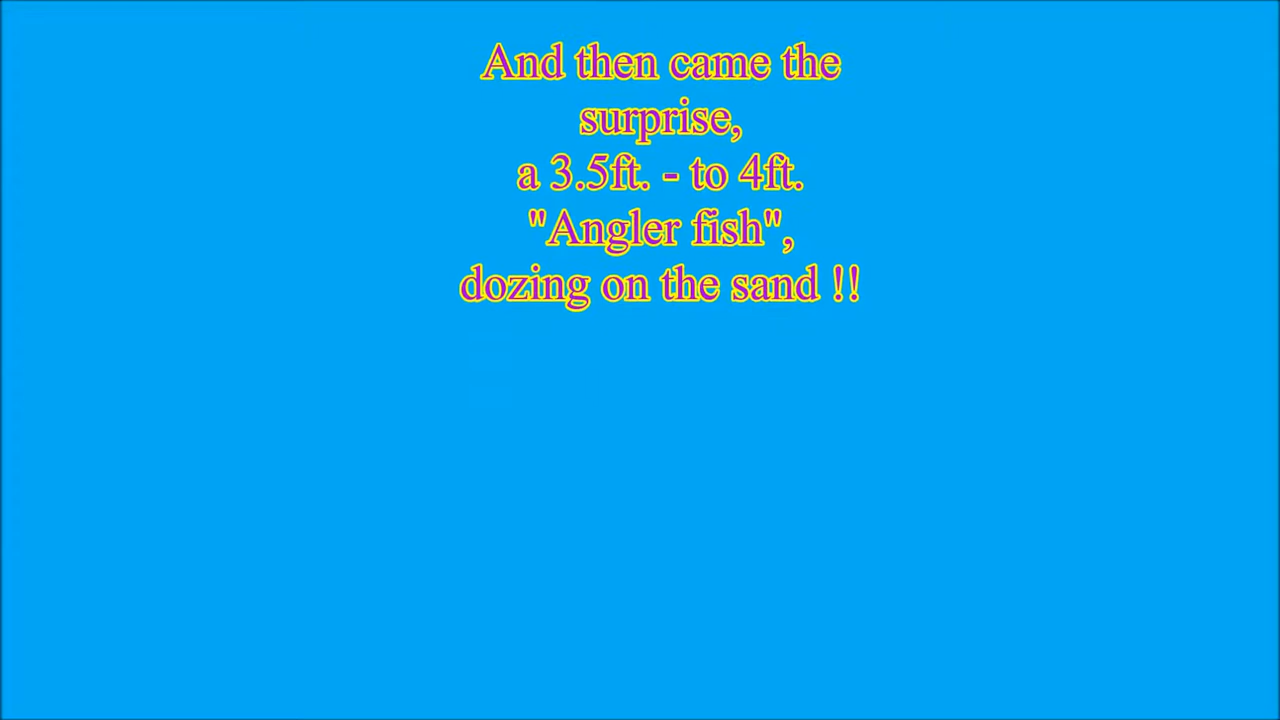 And then came the
surprise,
a 3.5ft. - to 4ft.
"Angler fish",
dozing on the sand !!